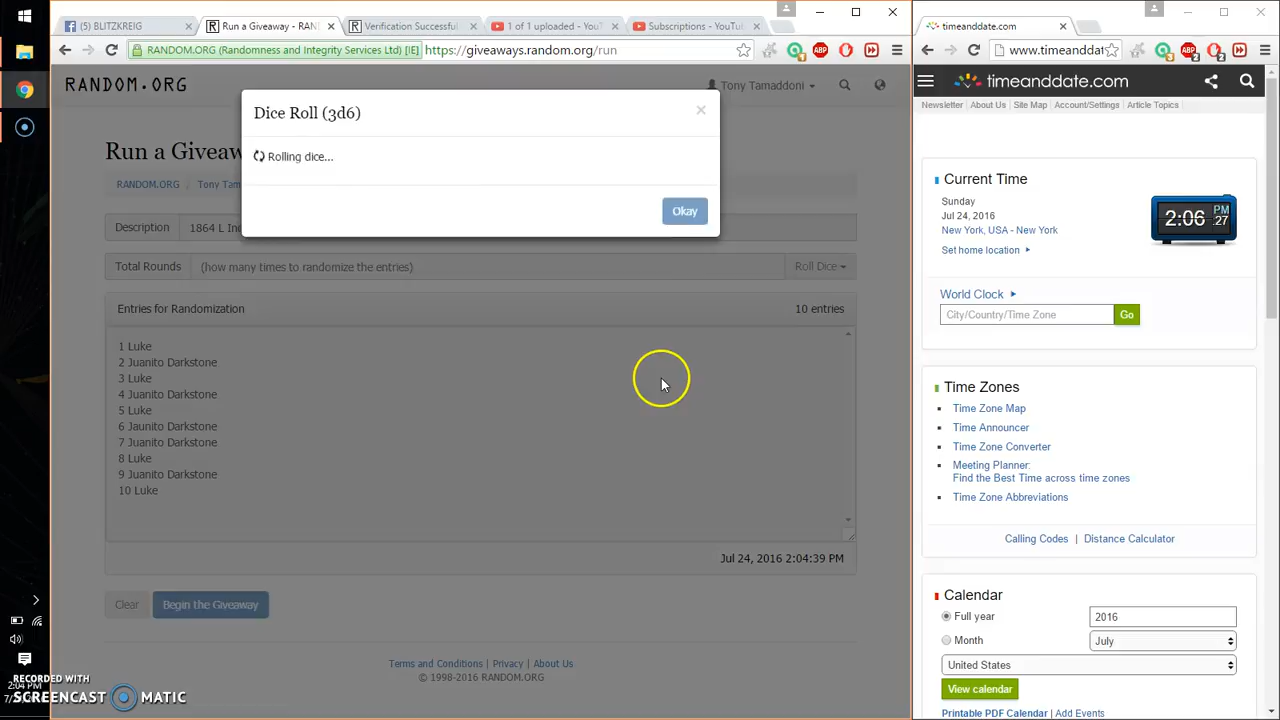 (5) BLITZKREIG
Run a Giveaway - RAND
Verification Successful
1 of 1 uploaded - YouT
Subscriptions - YouTub
timeanddate.com
RANDOM.ORG (Randomness and Integrity Services Ltd) [IE]
https://giveaways.random.org/run
www.timeanddat
RANDOM.ORG
Tony Tamaddoni
Dice Roll (3d6)
Rolling dice...
Okay
Run a Giveaw
RANDOM.ORG
Tony Tam
Description
1864 L In
Total Rounds
(how many times to randomize the entries)
Roll Dice
Entries for Randomization
10 entries
1 Luke
2 Juanito Darkstone
3 Luke
4 Juanito Darkstone
5 Luke
6 Jaunito Darkstone
7 Juanito Darkstone
8 Luke
9 Juanito Darkstone
10 Luke
Jul 24, 2016 2:04:39 PM
Clear
Begin the Giveaway
Terms and Conditions | Privacy | About Us
© 1998-2016 RANDOM.ORG
timeanddate.com
Newsletter
About Us
Site Map
Account/Settings
Article Topics
Current Time
Sunday
Jul 24, 2016
New York, USA - New York
Set home location
2:06 PM .27
World Clock
City/Country/Time Zone
Go
Time Zones
Time Zone Map
Time Announcer
Time Zone Converter
Meeting Planner:
Find the Best Time across time zones
Time Zone Abbreviations
Calling Codes | Distance Calculator
Calendar
Full year
2016
Month
July
United States
View calendar
Printable PDF Calendar | Add Events
2:04 PM
RECORDED WITH
SCREENCAST MATIC